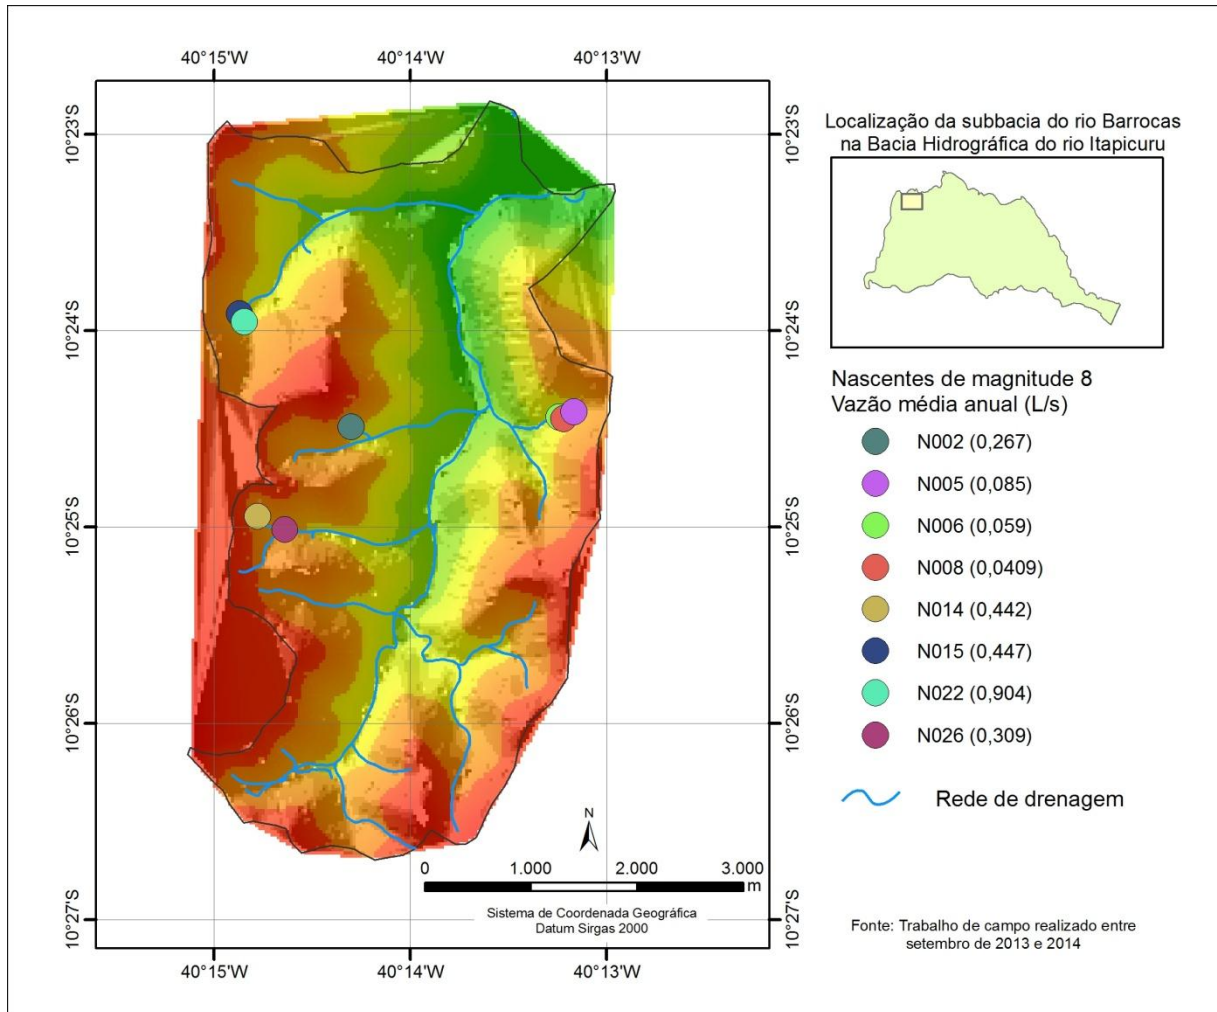 40°15'W
40°14'W
40°13'W
10°23'S
10°24'S
10°25'S
10°26'S
10°27'S
10°23'S
10°24'S
10°25'S
10°26'S
10°27'S
N
0
1.000
2.000
3.000
m
Sistema de Coordenada Geográfica
Datum Sirgas 2000
40°15'W
40°14'W
40°13'W
Localização da subbacia do rio Barrocas
na Bacia Hidrográfica do rio Itapicuru
Nascentes de magnitude 8
Vazão média anual (L/s)
N002 (0,267)
N005 (0,085)
N006 (0,059)
N008 (0,0409)
N014 (0,442)
N015 (0,447)
N022 (0,904)
N026 (0,309)
Rede de drenagem
Fonte: Trabalho de campo realizado entre
setembro de 2013 e 2014